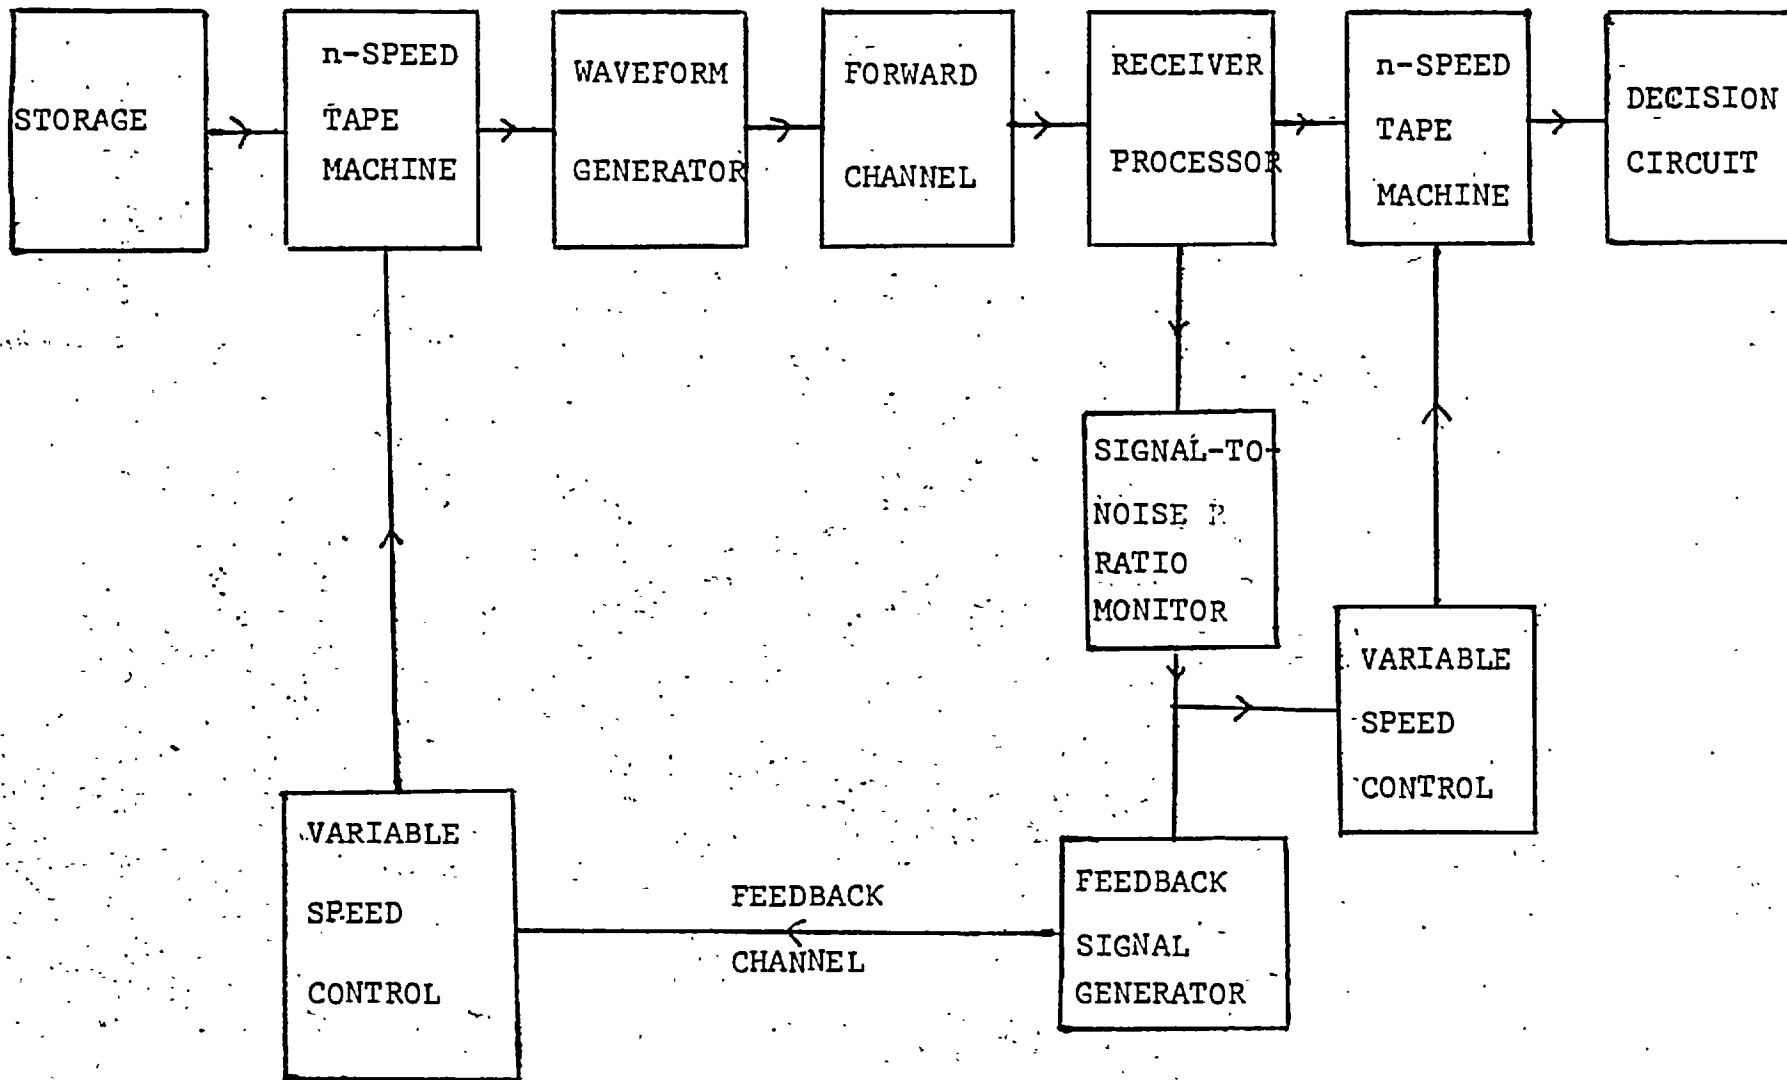 STORAGE
n-SPEED
TAPE
MACHINE
WAVEFORM
GENERATOR
FORWARD
CHANNEL
RECEIVER
PROCESSOR
n-SPEED
TAPE
MACHINE
DECISION
CIRCUIT
SIGNAL-TO-
NOISE R
RATIO
MONITOR
VARIABLE
SPEED
CONTROL
VARIABLE
SPEED
CONTROL
FEEDBACK
CHANNEL
FEEDBACK
SIGNAL
GENERATOR